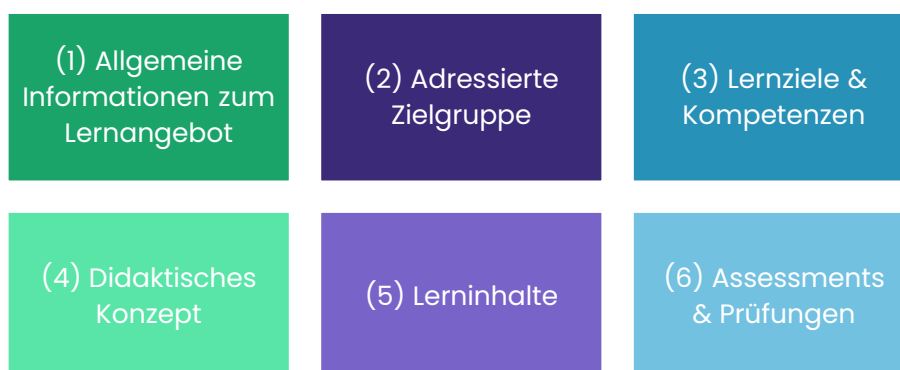 (1) Allgemeine
Informationen zum
Lernangebot
(2) Adressierte
Zielgruppe
(3) Lernziele &
Kompetenzen
(4) Didaktisches
Konzept
(5) Lerninhalte
(6) Assessments
& Prüfungen